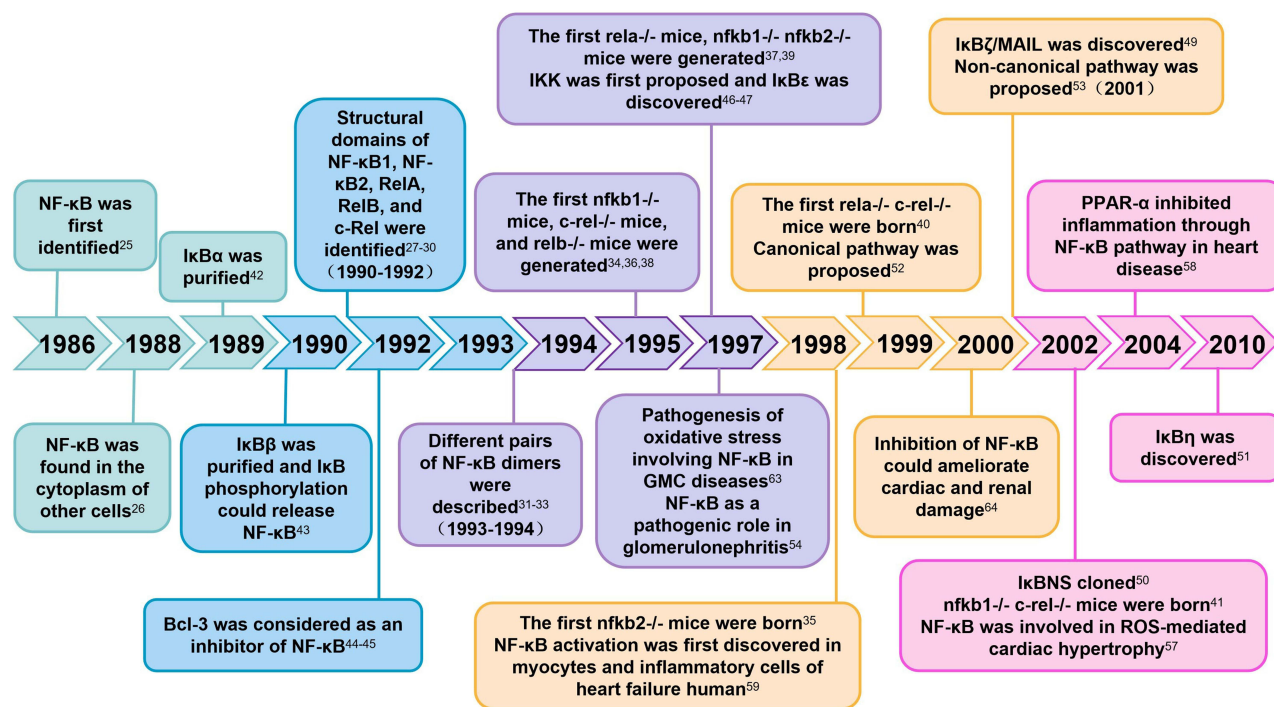 The first rela-/- mice, nfkb1-/- nfkb2-/-
mice were generated37,39
IKK was first proposed and IκBε was
discovered46-47
IκBζ/MAIL was discovered49
Non-canonical pathway was
proposed53（2001）
Structural
domains of
NF-κB1, NF-
κB2, RelA,
RelB, and
c-Rel were
identified27-30
（1990-1992）
NF-κB was
first
identified25
IκBα was
purified42
The first nfkb1-/-
mice, c-rel-/- mice,
and relb-/- mice were
generated34,36,38
The first rela-/- c-rel-/-
mice were born40
Canonical pathway was
proposed52
PPAR-α inhibited
inflammation through
NF-κB pathway in heart
disease58
1986 1988 1989 1990 1992 1993 1994 1995 1997 1998 1999 2000 2002 2004 2010
NF-κB was
found in the
cytoplasm of
other cells26
IκBβ was
purified and IκB
phosphorylation
could release
NF-κB43
Different pairs
of NF-κB dimers
were
described31-33
（1993-1994）
Pathogenesis of
oxidative stress
involving NF-κB in
GMC diseases63
NF-κB as a
pathogenic role in
glomerulonephritis54
Inhibition of NF-κB
could ameliorate
cardiac and renal
damage64
IκBη was
discovered51
Bcl-3 was considered as an
inhibitor of NF-κB44-45
The first nfkb2-/- mice were born35
NF-κB activation was first discovered in
myocytes and inflammatory cells of
heart failure human59
IκBNS cloned50
nfkb1-/- c-rel-/- mice were born41
NF-κB was involved in ROS-mediated
cardiac hypertrophy57